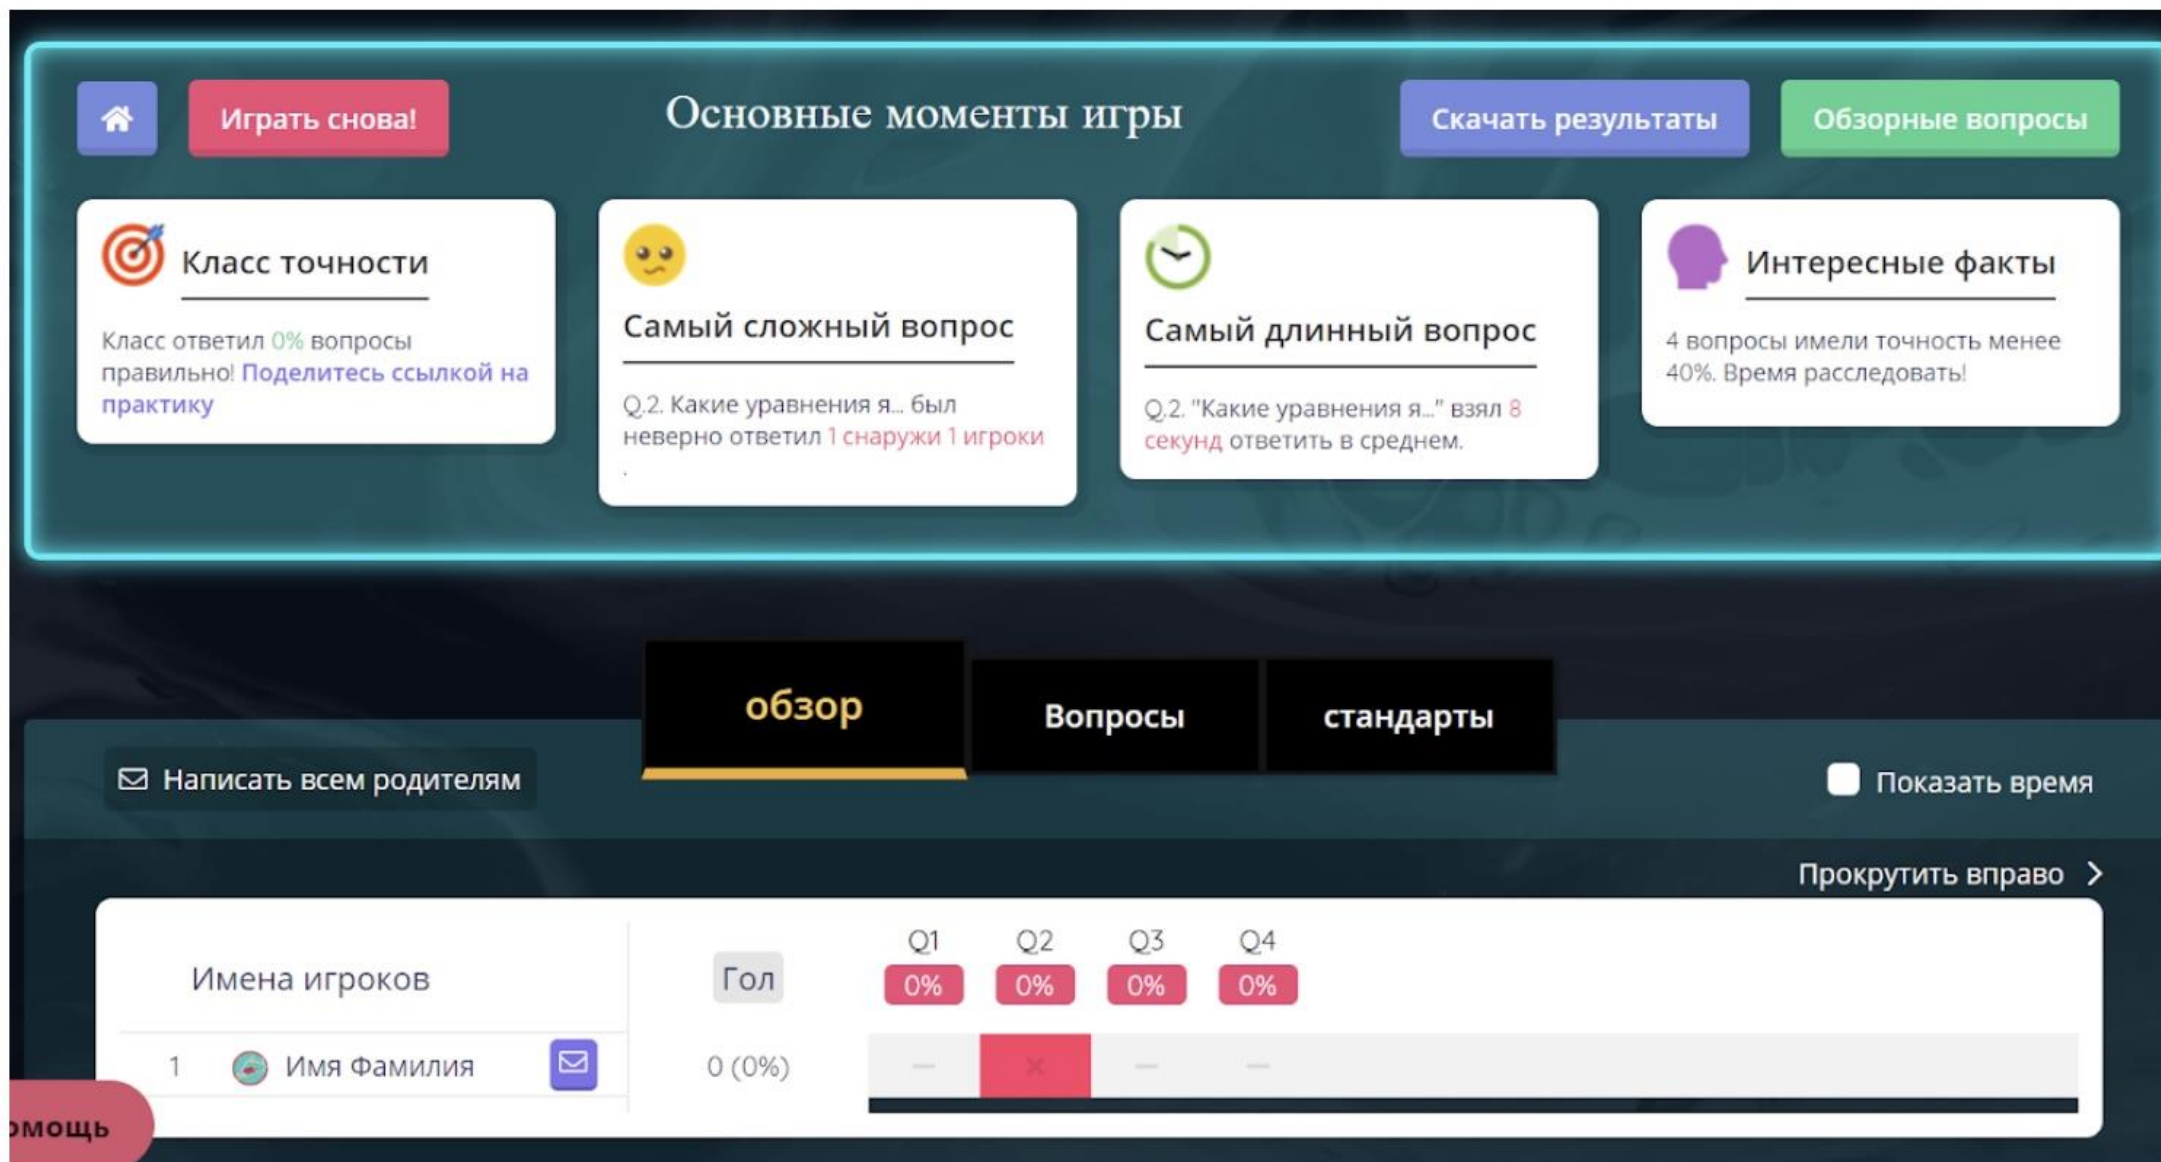 Играть снова!
Основные моменты игры
Скачать результаты
Обзорные вопросы
Класс точности
Класс ответил 0% вопросы
правильно! Поделитесь ссылкой на
практику
Самый сложный вопрос
Q.2. Какие уравнения я... был
неверно ответил 1 снаружи 1 игроки
.
Самый длинный вопрос
Q.2. "Какие уравнения я..." взял 8
секунд ответить в среднем.
Интересные факты
4 вопросы имели точность менее
40%. Время расследовать!
обзор
Вопросы
стандарты
Написать всем родителям
Показать время
Прокрутить вправо
Имена игроков
Гол
Q1 Q2 Q3 Q4
0% 0% 0% 0%
1 Имя Фамилия 0 (0%)
омощь